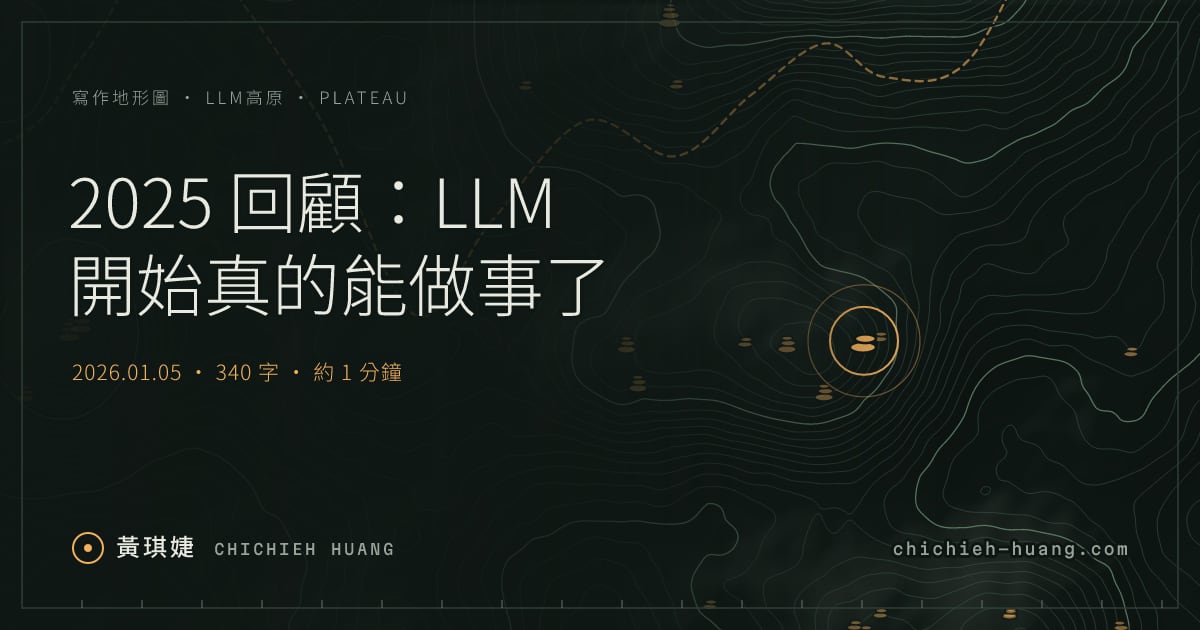 寫作地形圖 · LLM高原 · PLATEAU
2025 回顧：LLM
開始真的能做事了
2026.01.05 · 340 字 · 約 1 分鐘
黃琪婕 CHICHIEH HUANG
chichieh-huang.com